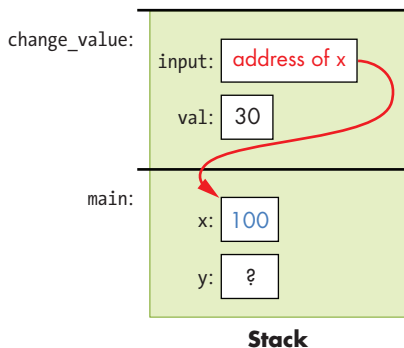 change_value:
input: address of x
val: 30
main:
x: 100
y: ?
Stack